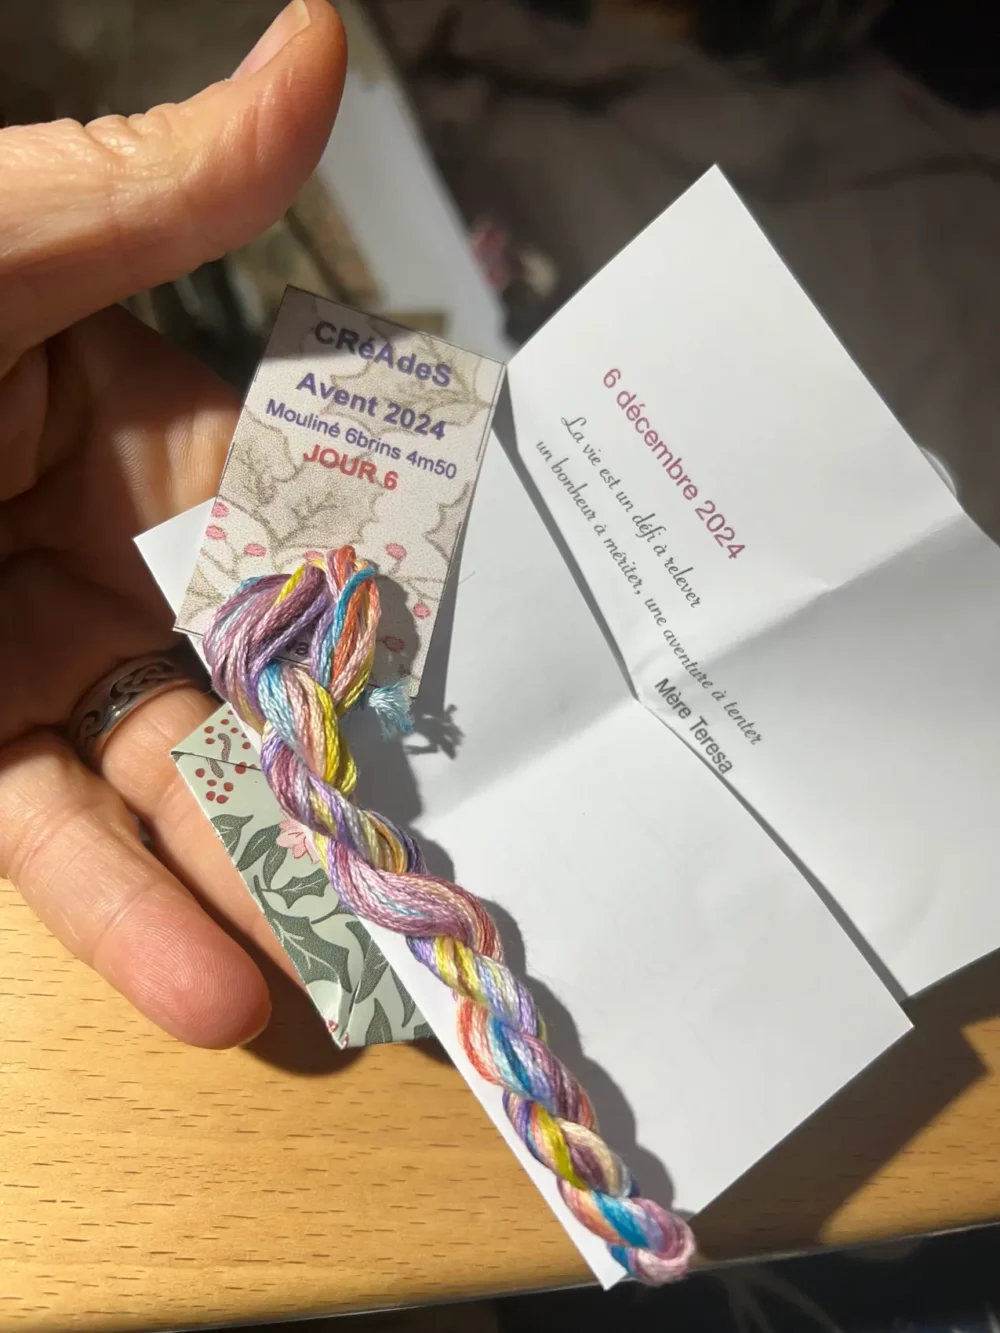 CRéAdeS
Avent 2024
Mouliné 6brins 4m50
JOUR 6
6 décembre 2024
La vie est un défi à relever
un bonheur à mériter, une aventure à tenter
Mère Teresa